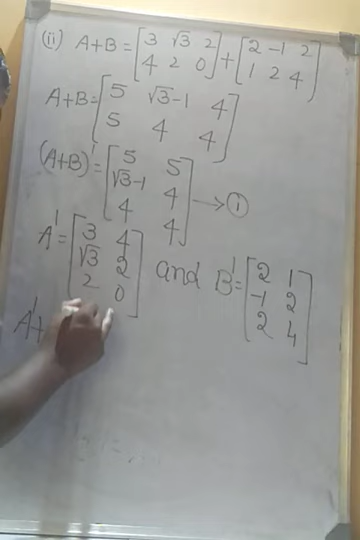 (ii) A+B = [3 √3 2 + [2 -1 2
4 2 0] 1 2 4]
A+B = [5 √3-1 4
5 4 4]
(A+B)' = [5 5
√3-1 4
4 4] → ①
A' = [3 4
√3 2
2 0] and B' = [2 1
-1 2
2 4]
A'+